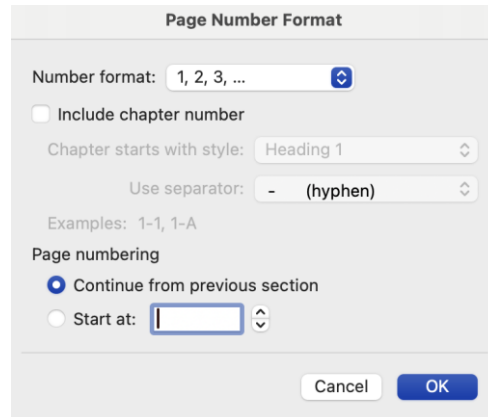 Page Number Format
Number format: 1, 2, 3, ...
Include chapter number
Chapter starts with style: Heading 1
Use separator: - (hyphen)
Examples: 1-1, 1-A
Page numbering
Continue from previous section
Start at:
Cancel OK